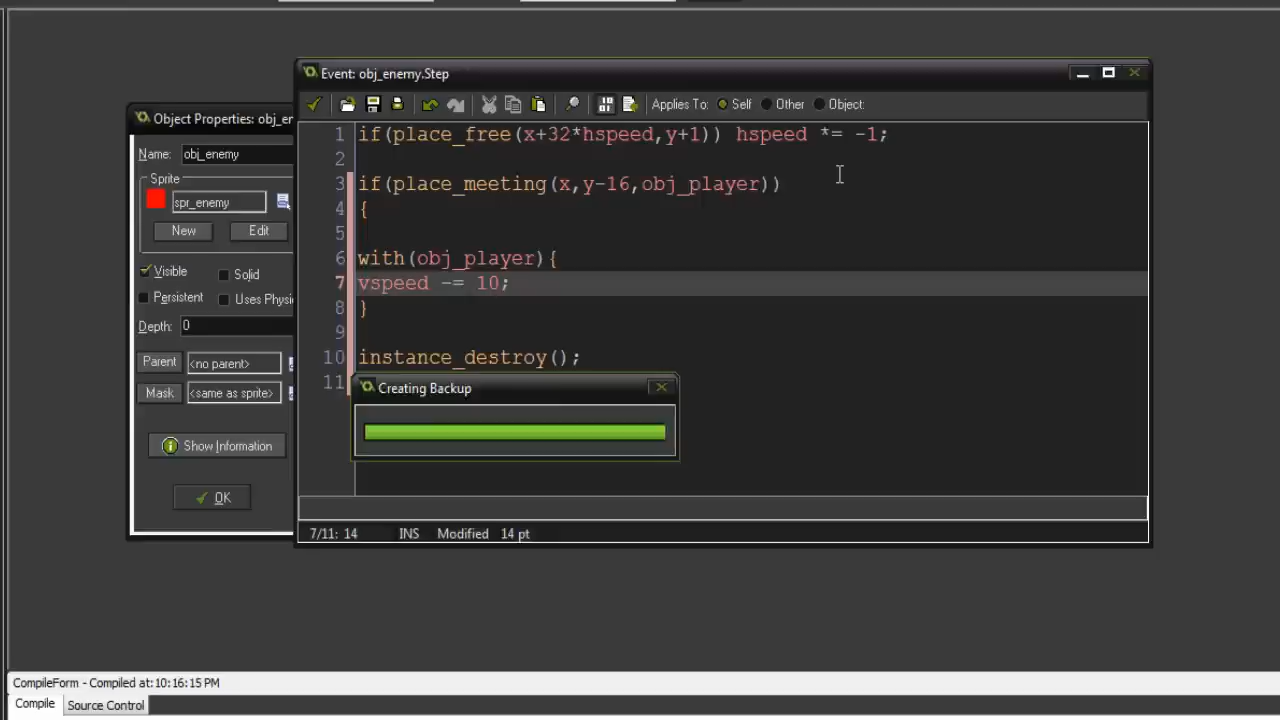 Event: obj_enemy.Step
Object Properties: obj_en
Applies To: Self Other Object:
Name: obj_enemy
Sprite
spr_enemy
New Edit
Visible Solid
Persistent Uses Physi
Depth: 0
Parent <no parent>
Mask <same as sprite>
Show Information
OK
1 if(place_free(x+32*hspeed,y+1)) hspeed *= -1;
2
3 if(place_meeting(x,y-16,obj_player))
4 {
5
6 with(obj_player){
7 vspeed -= 10;
8 }
9
10 instance_destroy();
11
Creating Backup
7/11: 14 INS Modified 14 pt
CompileForm - Compiled at:10:16:15 PM
Compile Source Control